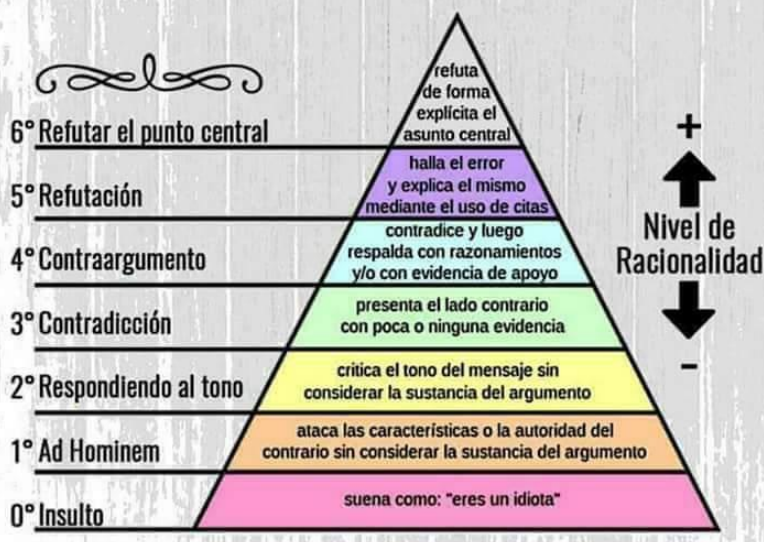 refuta
de forma
explícita el
asunto central
6° Refutar el punto central
halla el error
y explica el mismo
mediante el uso de citas
5° Refutación
contradice y luego
respalda con razonamientos
y/o con evidencia de apoyo
4° Contraargumento
presenta el lado contrario
con poca o ninguna evidencia
3° Contradicción
critica el tono del mensaje sin
considerar la sustancia del argumento
2° Respondiendo al tono
ataca las características o la autoridad del
contrario sin considerar la sustancia del argumento
1° Ad Hominem
suena como: "eres un idiota"
0° Insulto
+
Nivel de
Racionalidad
-